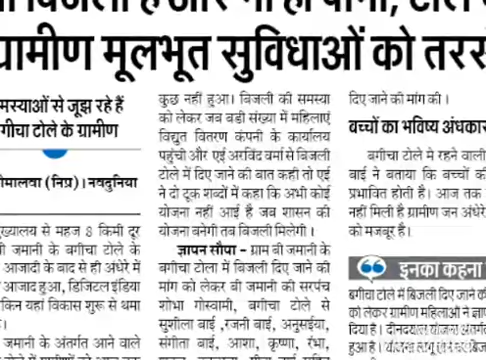 ग्रामीण मूलभूत सुविधाओं को तरसे
मस्याओं से जूझ रहे हैं
गीचा टोले के ग्रामीण
मालवा (निप्र)। नवदुनिया
ख्यालय से महज 8 किमी दूर
जमानी के बगीचा टोले के
आजादी के बाद से ही अंधेरे में
आजाद हुआ, डिजिटल इंडिया
किन यहां विकास शुरू से थमा
जमानी के अंतर्गत आने वाले
कुछ नहीं हुआ। बिजली की समस्या
को लेकर जब बड़ी संख्या में महिलाएं
विद्युत वितरण कंपनी के कार्यालय
पहुंची और एई अरविंद वर्मा से बिजली
टोले में दिए जाने की बात कही तो एई
ने दो टूक शब्दों में कहा कि अभी कोई
योजना नहीं आई है जब शासन की
योजना बनेगी तब बिजली मिलेगी।
ज्ञापन सौपा - ग्राम बी जमानी के
बगीचा टोला में बिजली दिए जाने की
मांग को लेकर बी जमानी की सरपंच
शोभा गोस्वामी, बगीचा टोले से
सुशीला बाई ,रजनी बाई, अनुसईया,
संगीता बाई, आशा, कृष्णा, रंभा,
दिए जाने की मांग की।
बच्चों का भविष्य अंधकार
बगीचा टोले मे रहने वाली
बाई ने बताया कि बच्चों की
प्रभावित होती है। आज तक
नहीं मिली है ग्रामीण जन अंधेरे
को मजबूर है।
इनका कहना
बगीचा टोले में बिजली दिए जाने की
को लेकर ग्रामीण महिलाओं ने ज्ञाप
दिया है।
हुआ है।